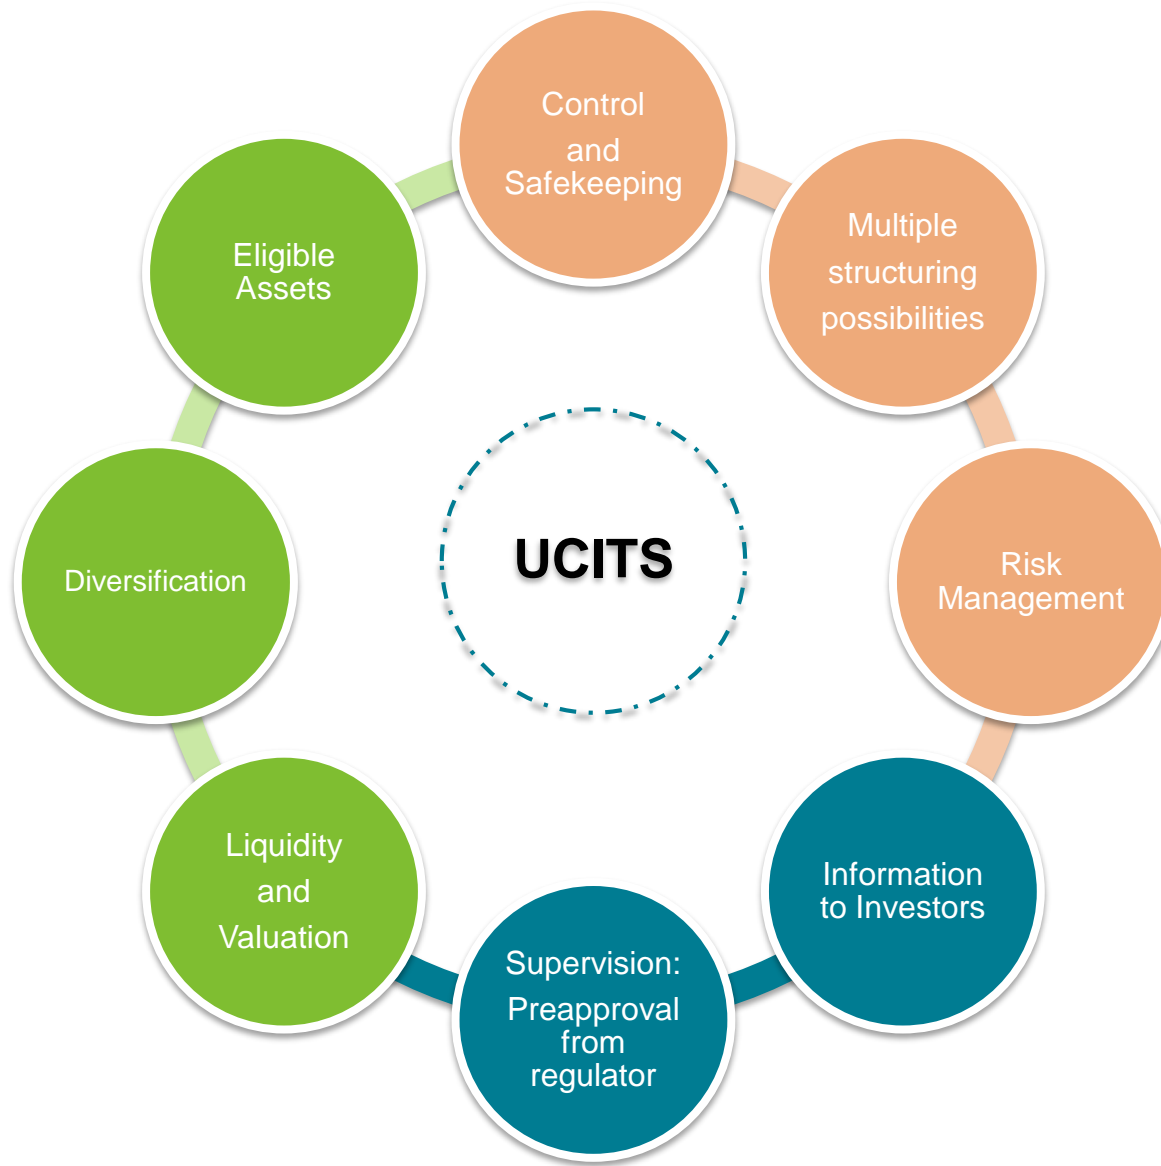 Control
and
Safekeeping
Multiple
structuring
possibilities
Risk
Management
Information
to Investors
Supervision:
Preapproval
from
regulator
Liquidity
and
Valuation
Diversification
Eligible
Assets
UCITS